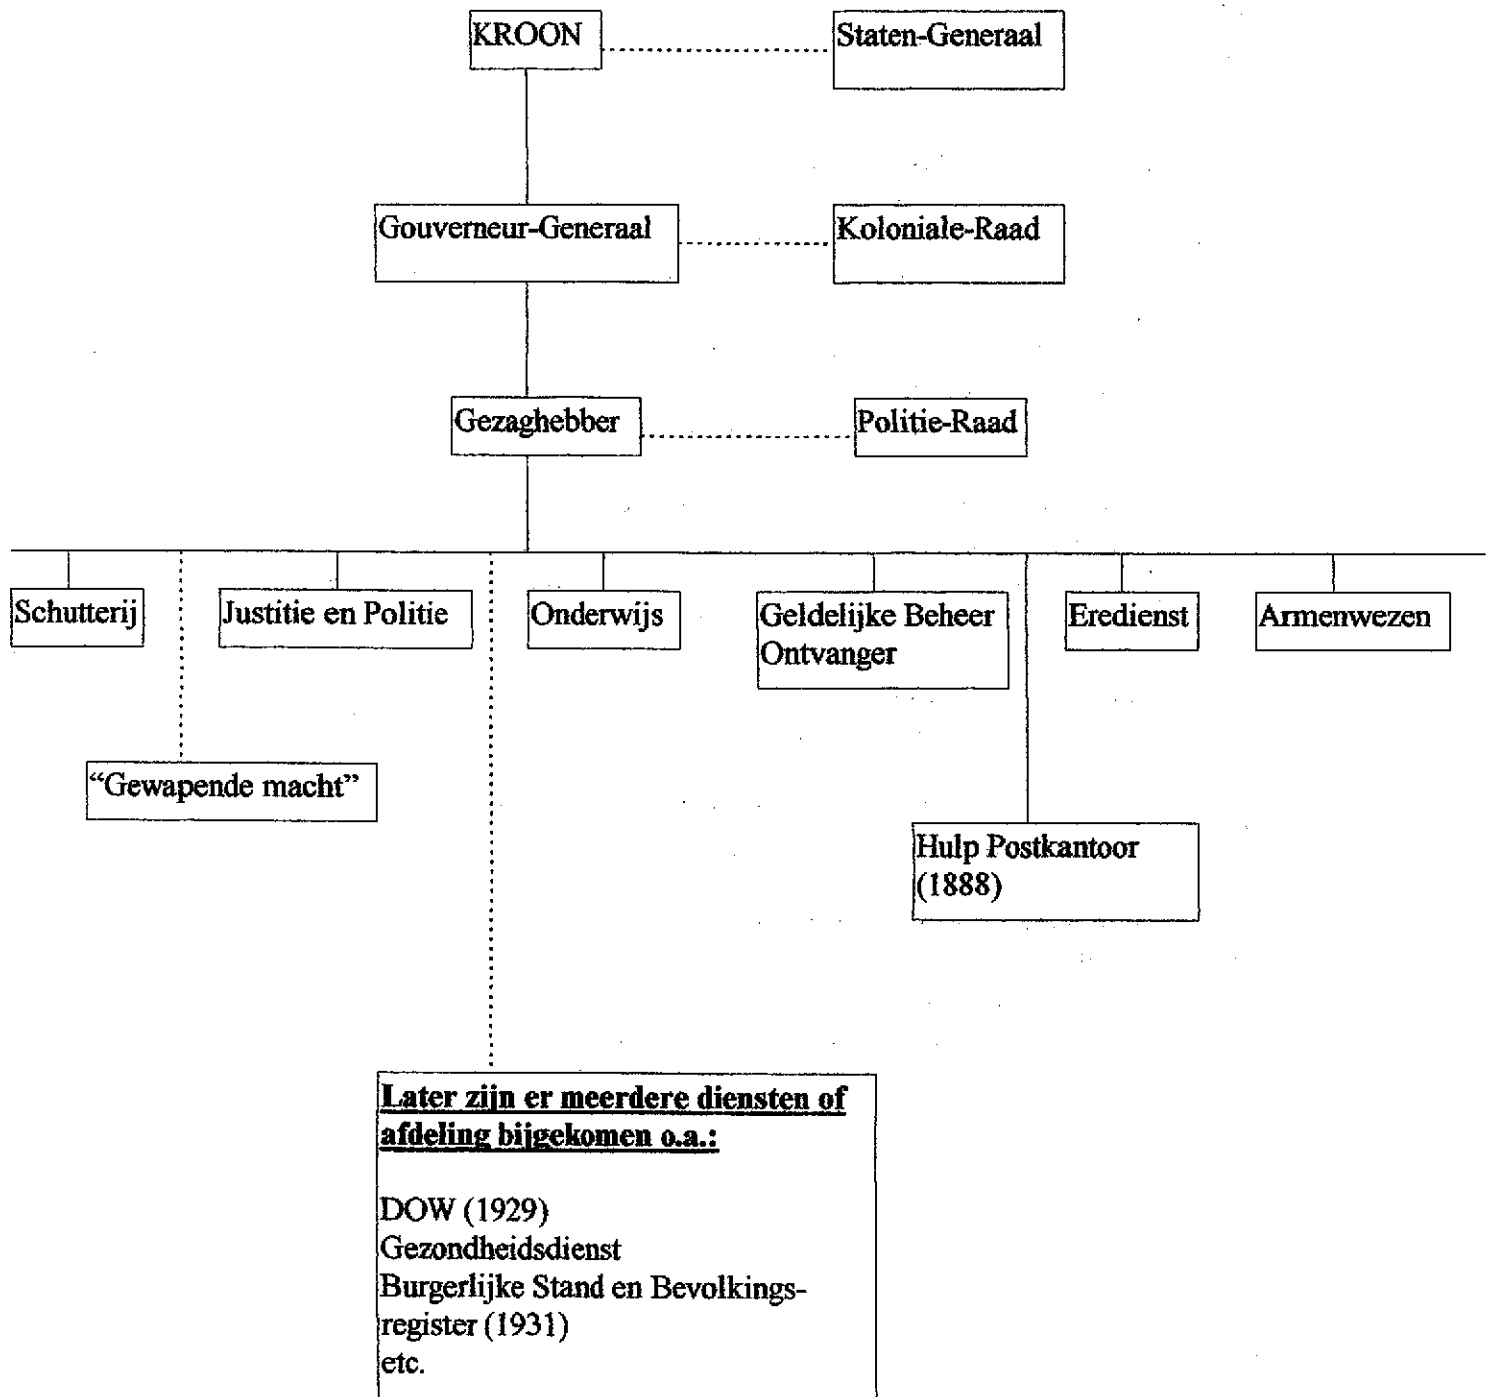 KROON
Staten-Generaal
Gouverneur-Generaal
Koloniale-Raad
Gezaghebber
Politie-Raad
Schutterij
Justitie en Politie
Onderwijs
Geldelijke Beheer
Ontvanger
Eredienst
Armenwezen
“Gewapende macht”
Hulp Postkantoor
(1888)
Later zijn er meerdere diensten of
afdeling bijgekomen o.a.:
DOW (1929)
Gezondheidsdienst
Burgerlijke Stand en Bevolkings-
register (1931)
etc.